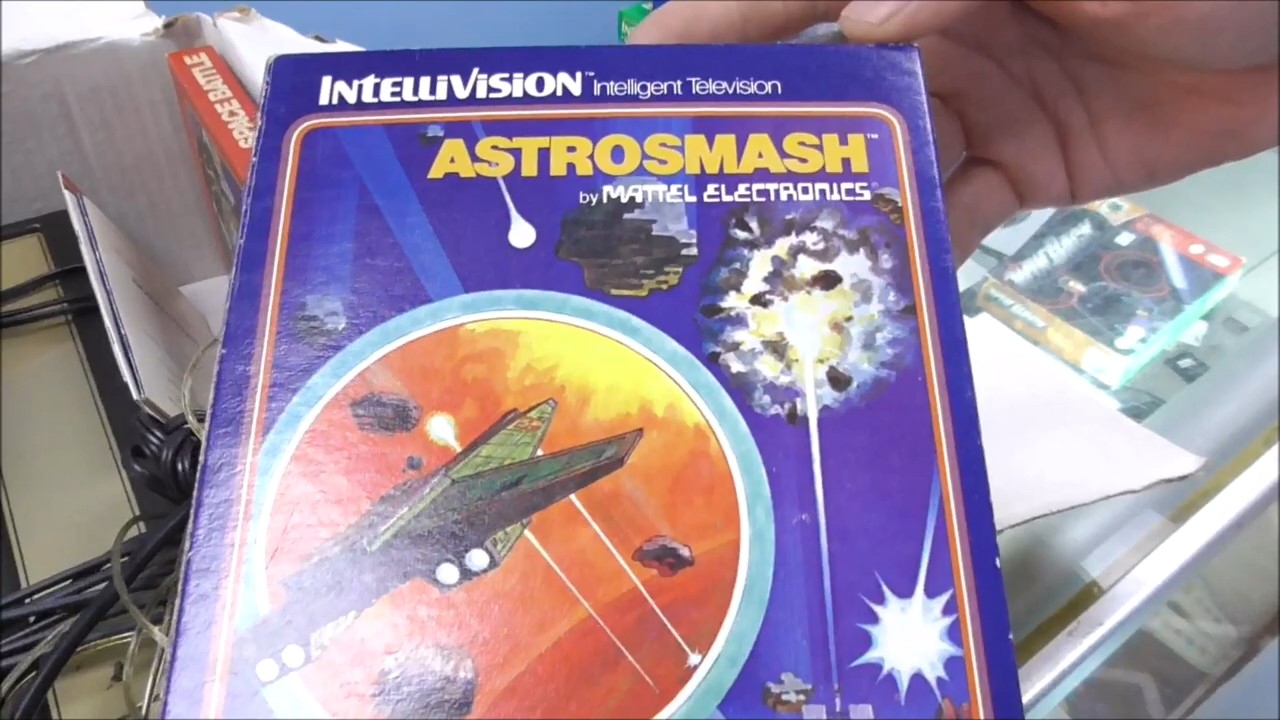 INTELLIVISION™ Intelligent Television
ASTROSMASH™
by MATTEL ELECTRONICS®
SPACE BATTLE